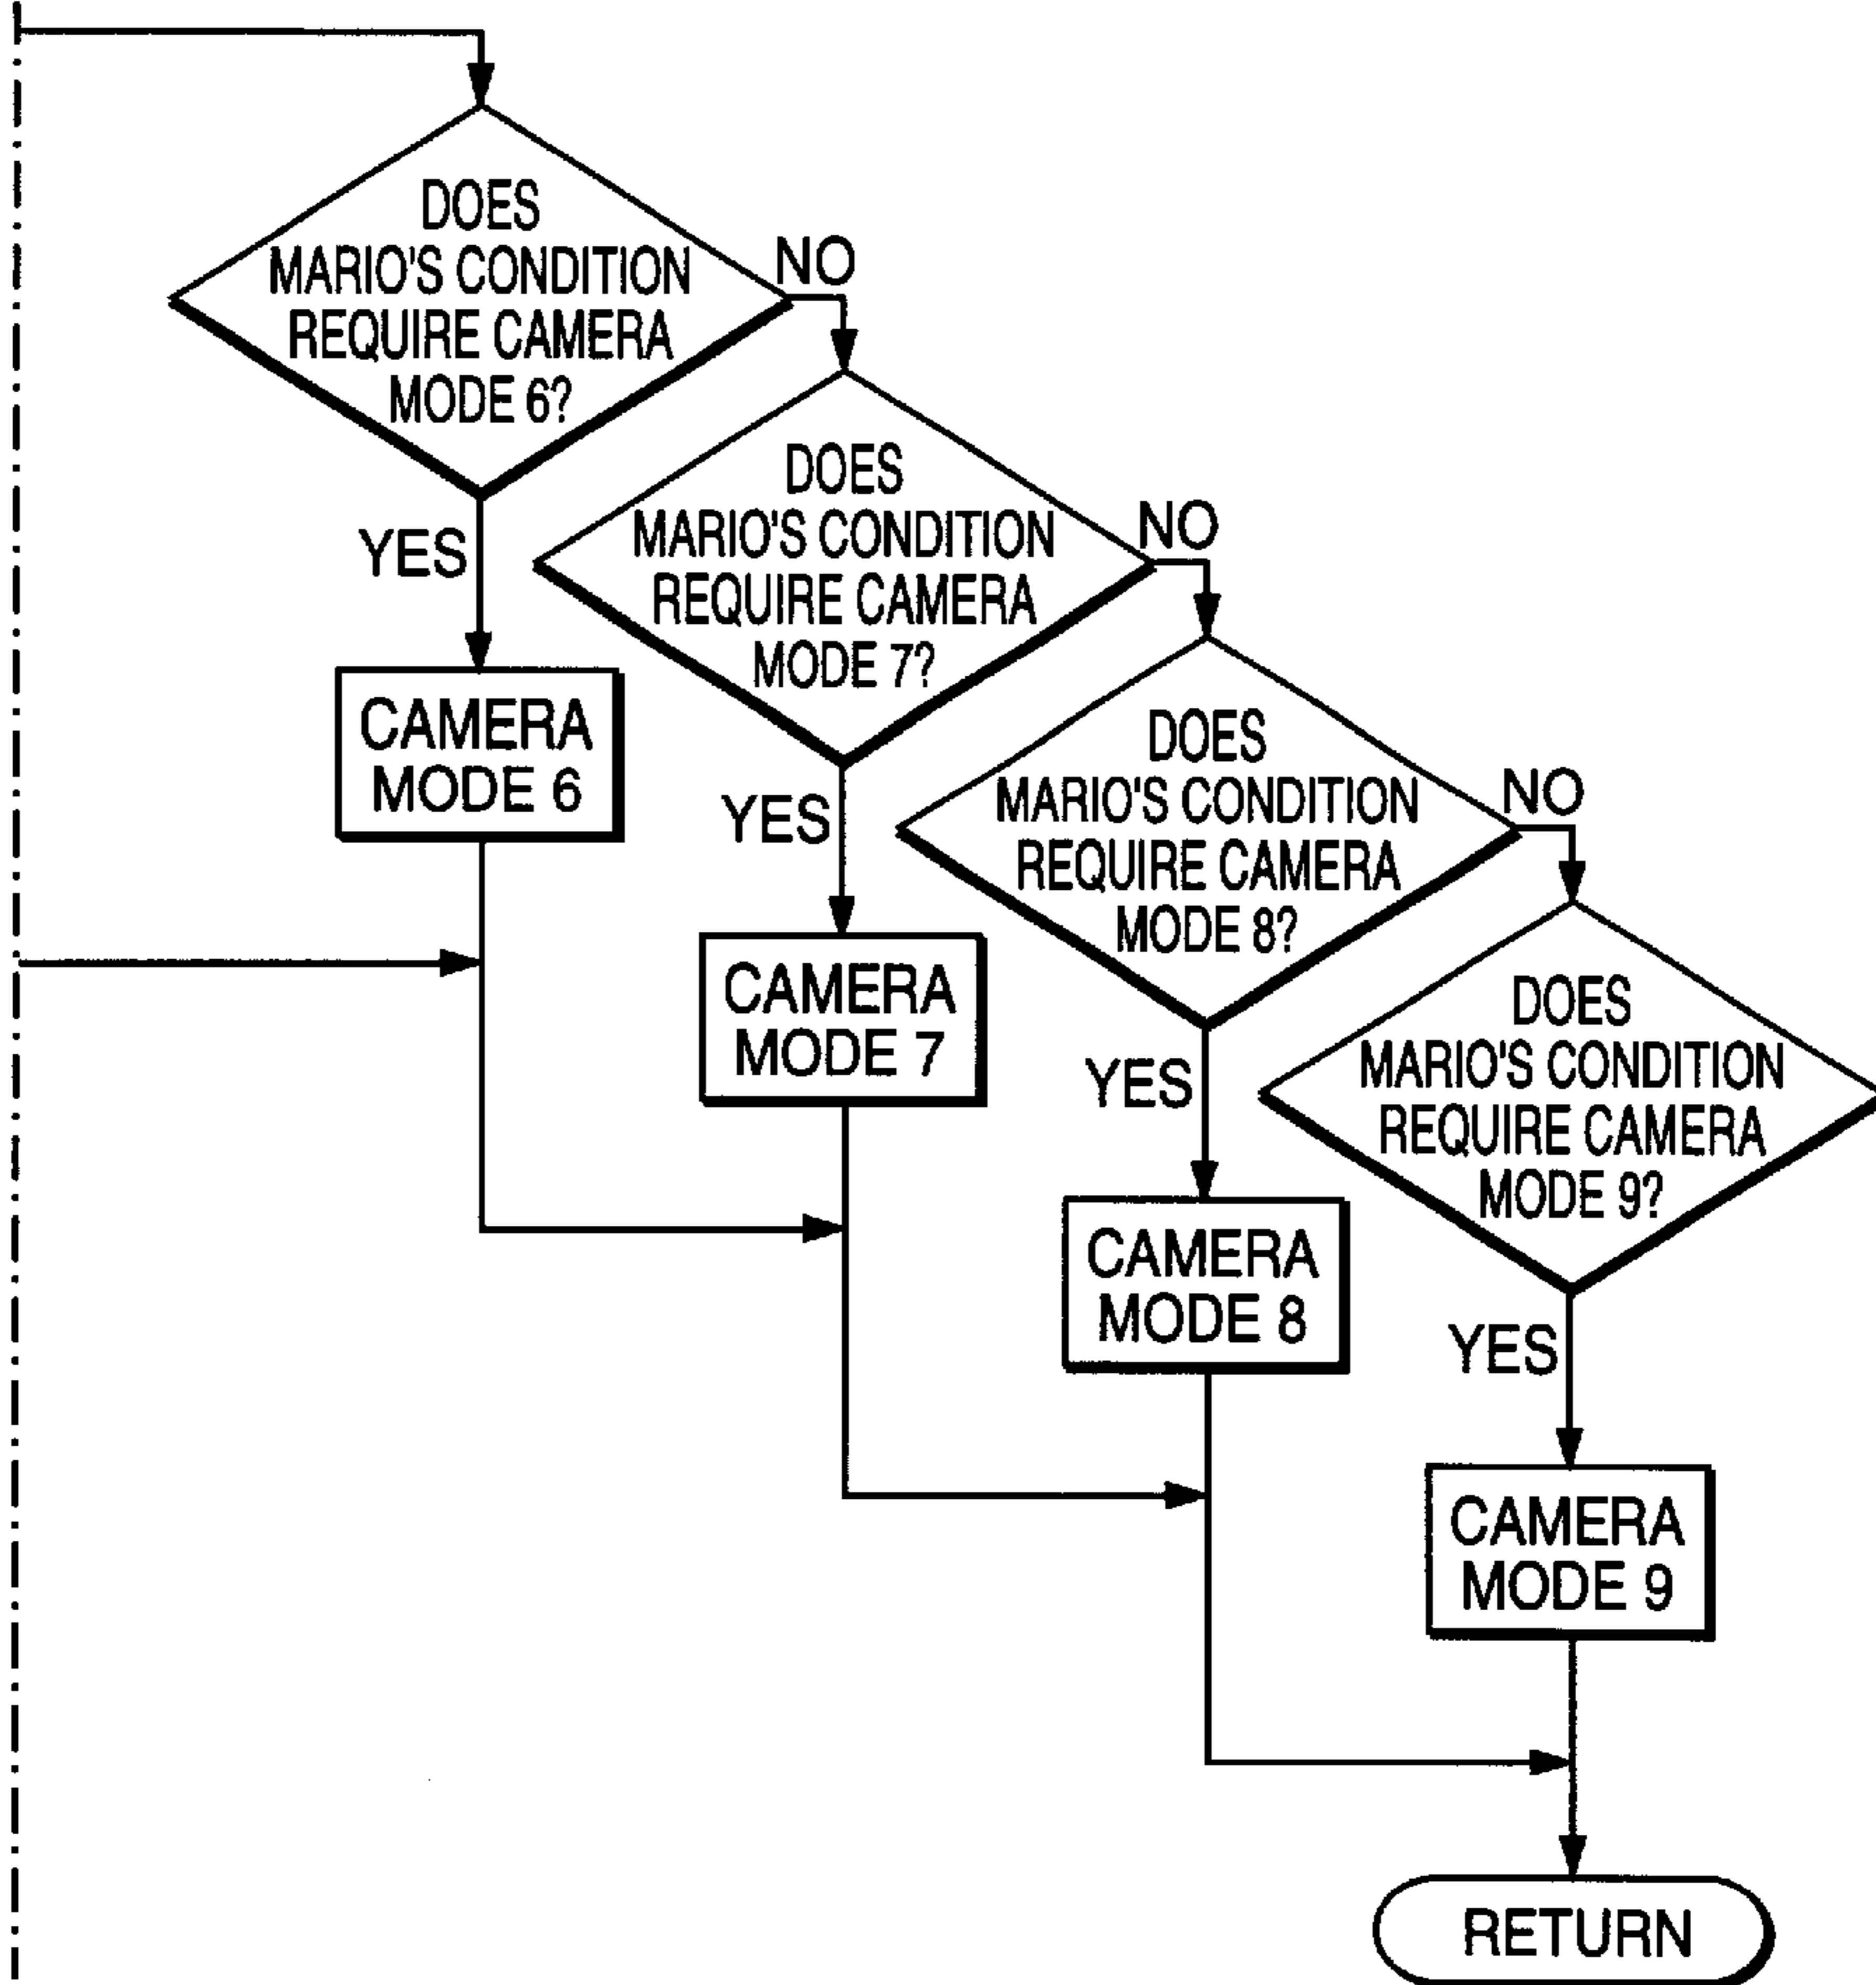 DOES
MARIO'S CONDITION
REQUIRE CAMERA
MODE 6?
NO
YES
CAMERA
MODE 6
DOES
MARIO'S CONDITION
REQUIRE CAMERA
MODE 7?
NO
YES
CAMERA
MODE 7
DOES
MARIO'S CONDITION
REQUIRE CAMERA
MODE 8?
NO
YES
CAMERA
MODE 8
DOES
MARIO'S CONDITION
REQUIRE CAMERA
MODE 9?
YES
CAMERA
MODE 9
RETURN